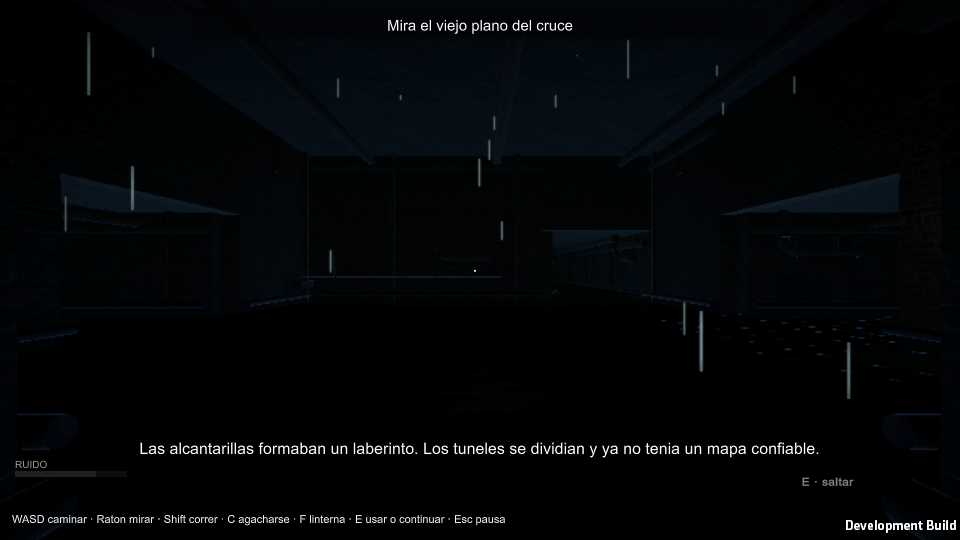 Mira el viejo plano del cruce
Las alcantarillas formaban un laberinto. Los tuneles se dividian y ya no tenia un mapa confiable.
RUIDO
E · saltar
WASD caminar · Raton mirar · Shift correr · C agacharse · F linterna · E usar o continuar · Esc pausa
Development Build